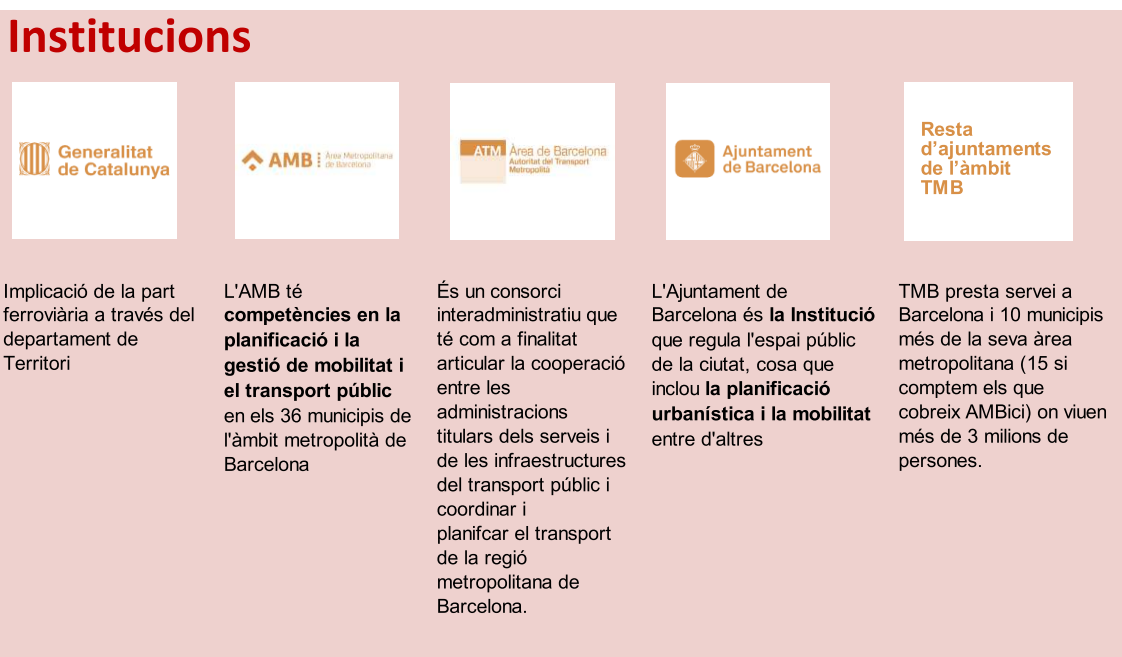 Institucions
Generalitat
de Catalunya
AMB
Àrea Metropolitana
de Barcelona
ATM
Àrea de Barcelona
Autoritat del Transport
Metropolità
Ajuntament
de Barcelona
Resta
d'ajuntaments
de l'àmbit
TMB
Implicació de la part
ferroviària a través del
departament de
Territori
L'AMB té
competències en la
planificació i la
gestió de mobilitat i
el transport públic
en els 36 municipis de
l'àmbit metropolità de
Barcelona
És un consorci
interadministratiu que
té com a finalitat
articular la cooperació
entre les
administracions
titulars dels serveis i
de les infraestructures
del transport públic i
coordinar i
planifcar el transport
de la regió
metropolitana de
Barcelona.
L'Ajuntament de
Barcelona és la Institució
que regula l'espai públic
de la ciutat, cosa que
inclou la planificació
urbanística i la mobilitat
entre d'altres
TMB presta servei a
Barcelona i 10 municipis
més de la seva àrea
metropolitana (15 si
comptem els que
cobreix AMBici) on viuen
més de 3 milions de
persones.